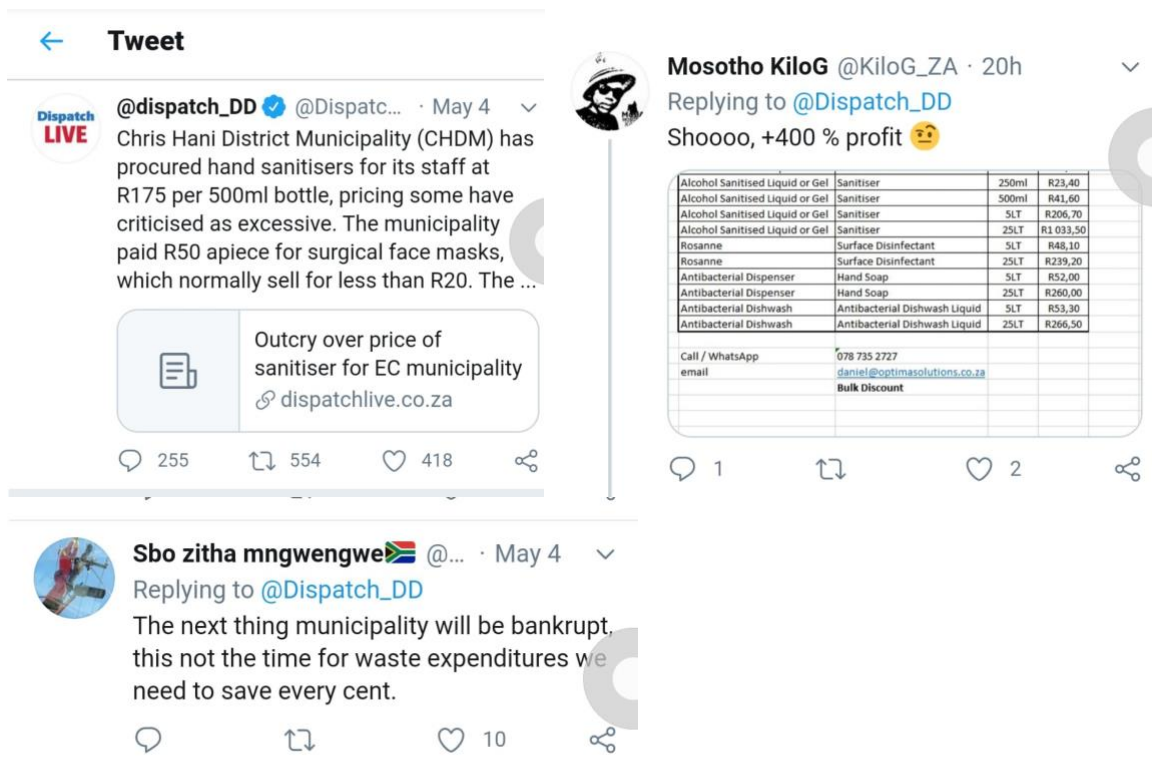 Tweet
Dispatch
LIVE
@dispatch_DD @Dispatc... · May 4
Chris Hani District Municipality (CHDM) has
procured hand sanitisers for its staff at
R175 per 500ml bottle, pricing some have
criticised as excessive. The municipality
paid R50 apiece for surgical face masks,
which normally sell for less than R20. The ...
Outcry over price of
sanitiser for EC municipality
dispatchlive.co.za
255 554 418
Mosotho KiloG @KiloG_ZA · 20h
Replying to @Dispatch_DD
Shoooo, +400 % profit 🤨
Alcohol Sanitised Liquid or Gel Sanitiser 250ml R23,40
Alcohol Sanitised Liquid or Gel Sanitiser 500ml R41,60
Alcohol Sanitised Liquid or Gel Sanitiser 5LT R206,70
Alcohol Sanitised Liquid or Gel Sanitiser 25LT R1 033,50
Rosanne Surface Disinfectant 5LT R48,10
Rosanne Surface Disinfectant 25LT R239,20
Antibacterial Dispenser Hand Soap 5LT R52,00
Antibacterial Dispenser Hand Soap 25LT R260,00
Antibacterial Dishwash Antibacterial Dishwash Liquid 5LT R53,30
Antibacterial Dishwash Antibacterial Dishwash Liquid 25LT R266,50
Call / WhatsApp 078 735 2727
email daniel@optimasolutions.co.za
Bulk Discount
1 2
Sbo zitha mngwengwe🇿🇦 @... · May 4
Replying to @Dispatch_DD
The next thing municipality will be bankrupt,
this not the time for waste expenditures we
need to save every cent.
10